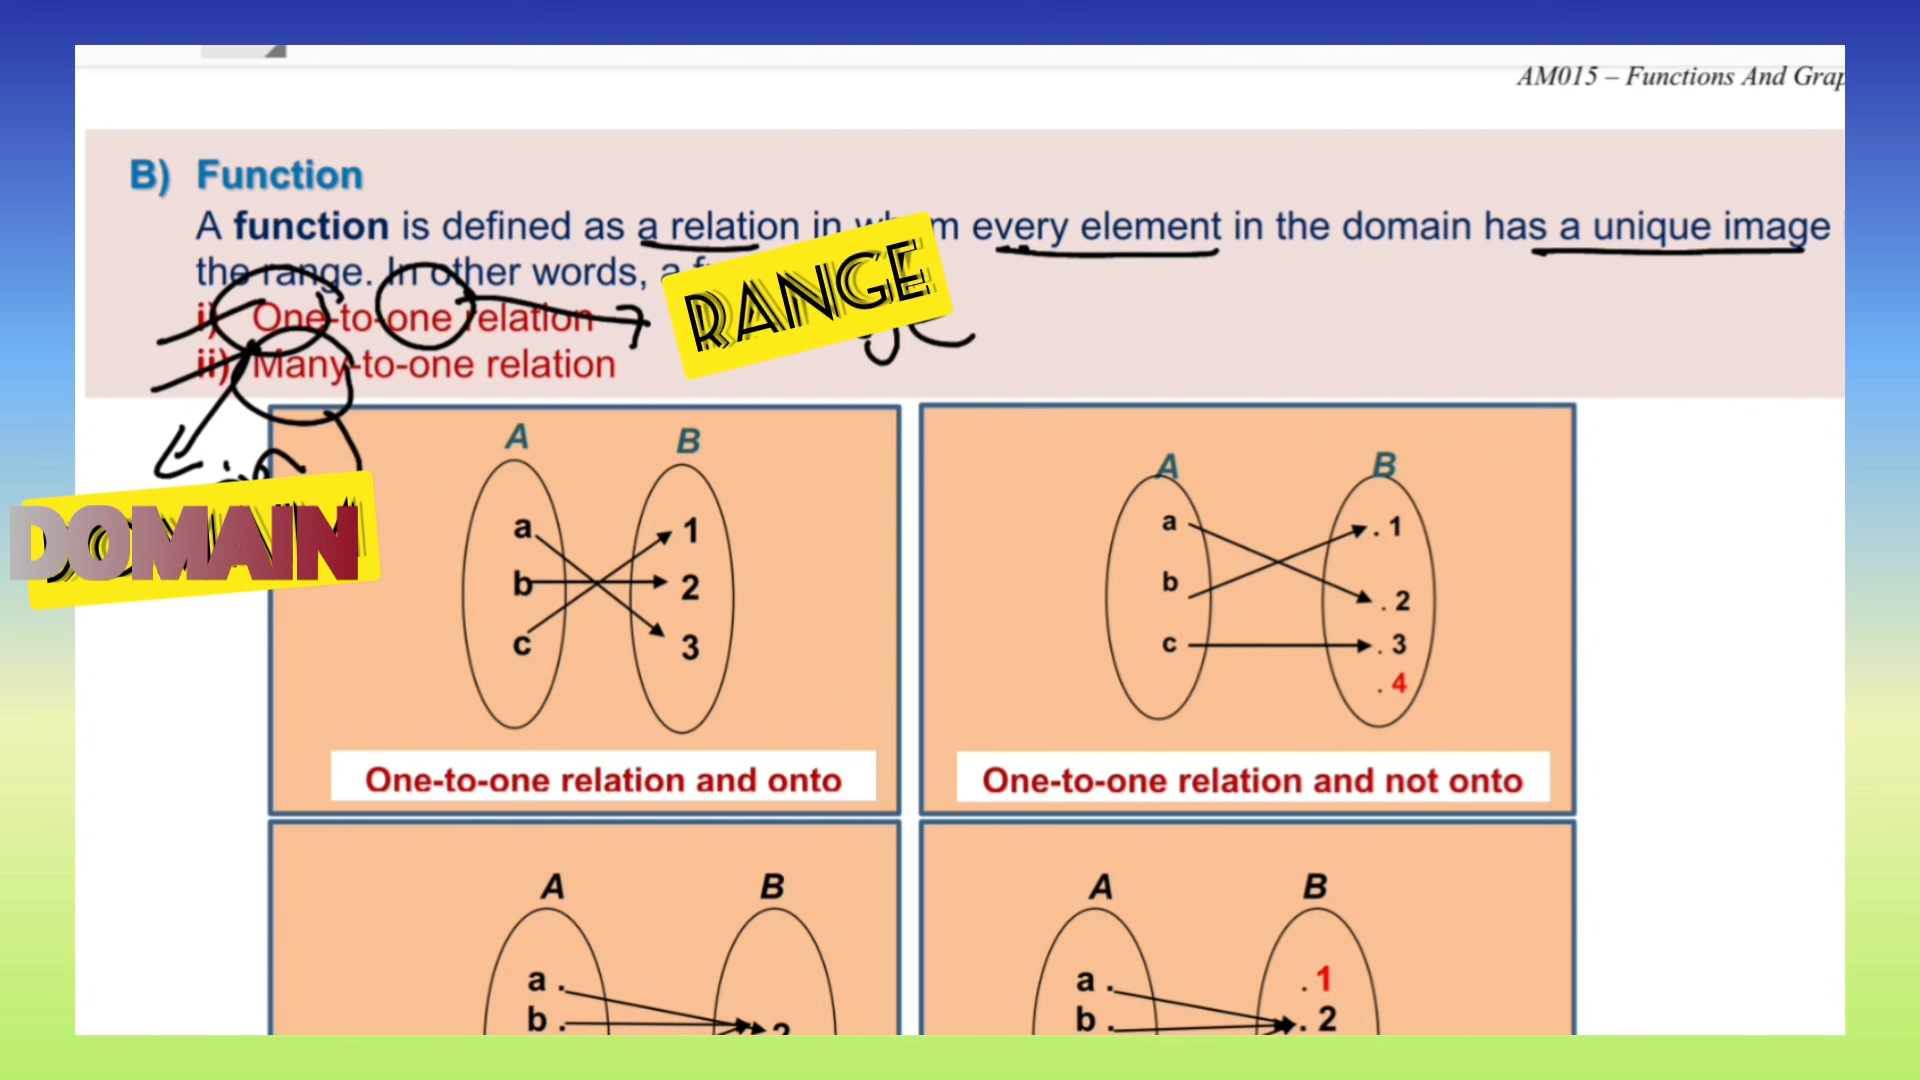 AM015 – Functions And Grap
B) Function
A function is defined as a relation in m every element in the domain has a unique image
the range. In other words, a
RANGE
i) One-to-one relation
ii) Many-to-one relation
DOMAIN
A B
a 1
b 2
c 3
One-to-one relation and onto
A B
a . 1
b . 2
c . 3
. 4
One-to-one relation and not onto
A B
a .
b .
A B
a . . 1
b . . 2